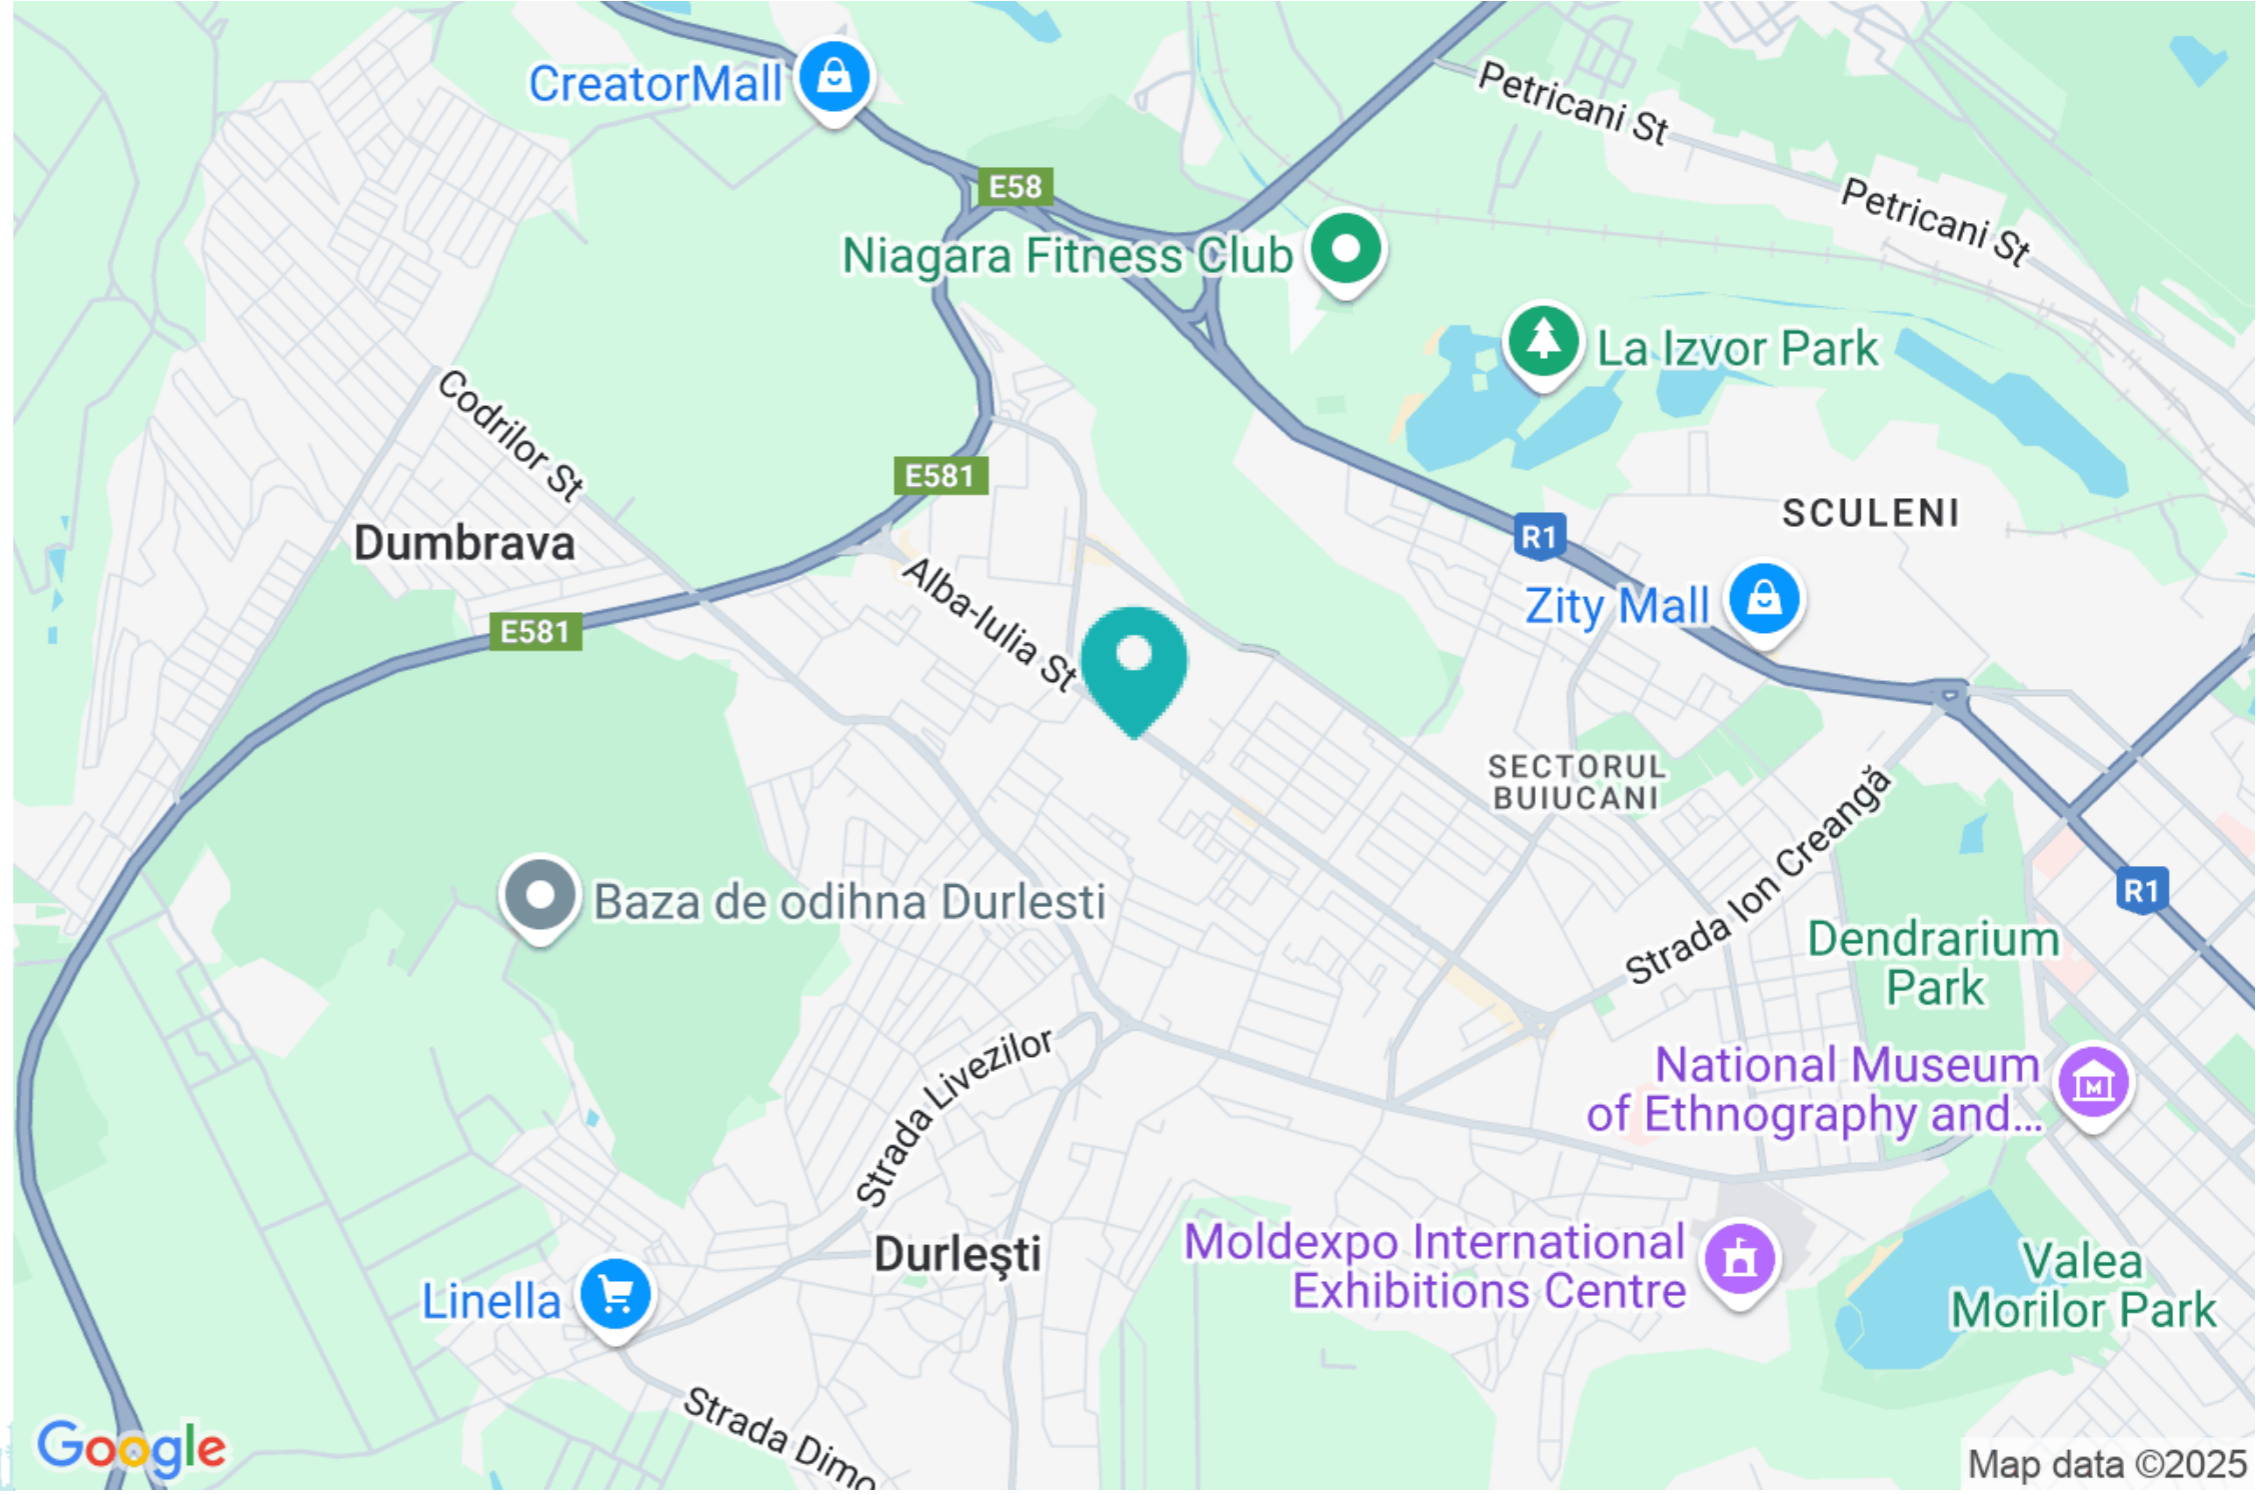 CreatorMall
Petricani St
E58
Petricani St
Niagara Fitness Club
La Izvor Park
Codrilor St
E581
SCULENI
Dumbrava
R1
Alba-Iulia St
Zity Mall
E581
SECTORUL
BUIUCANI
Strada Ion Creangă
R1
Baza de odihna Durlesti
Dendrarium
Park
Strada Livezilor
National Museum
of Ethnography and...
M
Durleşti
Moldexpo International
Exhibitions Centre
Valea
Morilor Park
Linella
Strada Dimo
Google
Map data ©2025